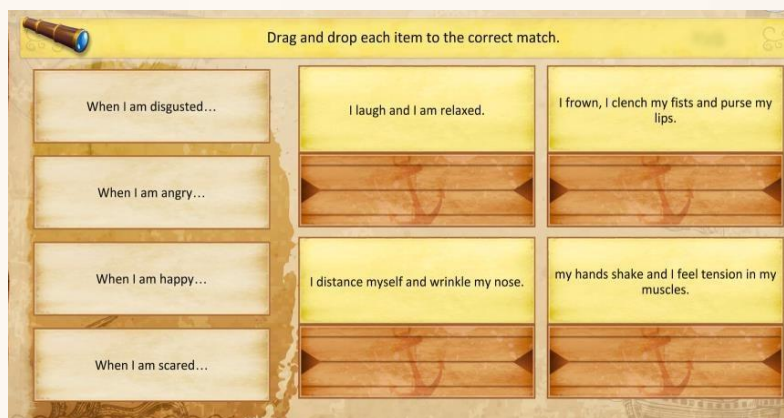 Drag and drop each item to the correct match.
When I am disgusted...
When I am angry...
When I am happy...
When I am scared...
I laugh and I am relaxed.
I frown, I clench my fists and purse my
lips.
I distance myself and wrinkle my nose.
my hands shake and I feel tension in my
muscles.